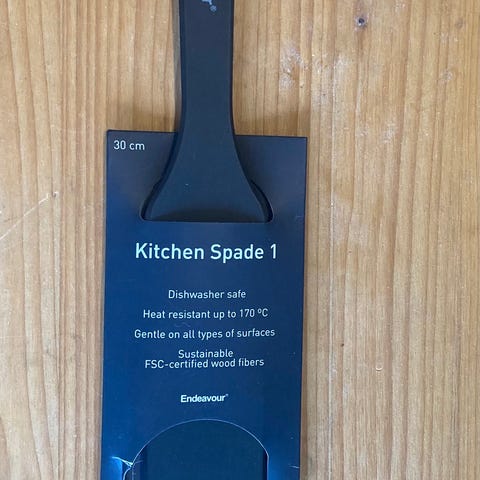 30 cm
Kitchen Spade 1
Dishwasher safe
Heat resistant up to 170 ºC
Gentle on all types of surfaces
Sustainable
FSC-certified wood fibers
Endeavour®